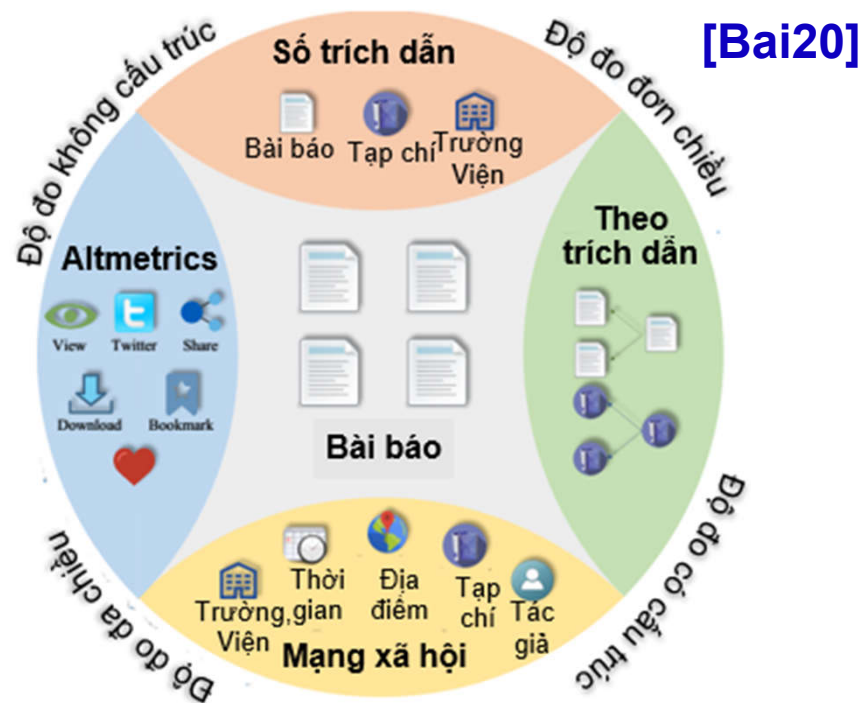 [Bai20]
Độ đo không cấu trúc
Số trích dẫn
Độ đo đơn chiều
Bài báo
Tạp chí
Trường
Viện
Altmetrics
View
Twitter
Share
Download
Bookmark
Theo
trích dẫn
Bài báo
Độ đo đa chiều
Trường,
Viện
Thời
gian
Địa
điểm
Tạp
chí
Tác
giả
Mạng xã hội
Độ đo có cấu trúc